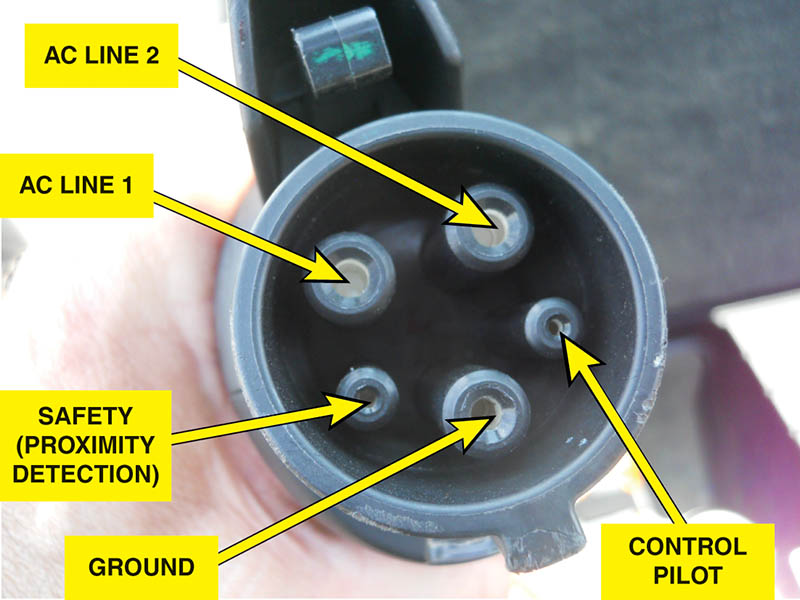 AC LINE 2
AC LINE 1
SAFETY
(PROXIMITY
DETECTION)
GROUND
CONTROL
PILOT